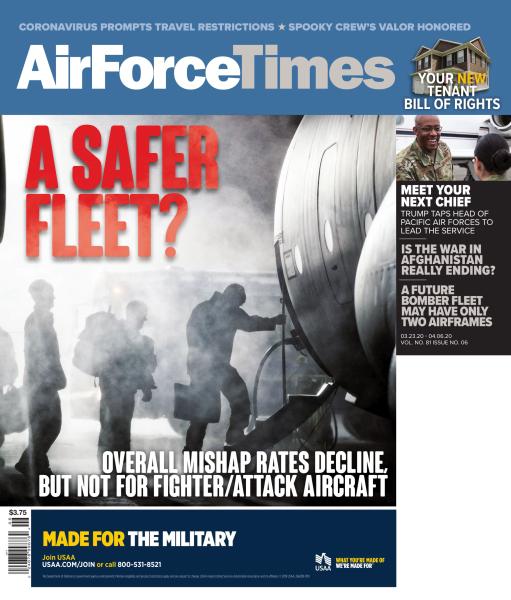 CORONAVIRUS PROMPTS TRAVEL RESTRICTIONS ★ SPOOKY CREW'S VALOR HONORED
AirForceTimes
YOUR NEW
TENANT
BILL OF RIGHTS
A SAFER
FLEET?
MEET YOUR
NEXT CHIEF
TRUMP TAPS HEAD OF
PACIFIC AIR FORCES TO
LEAD THE SERVICE
IS THE WAR IN
AFGHANISTAN
REALLY ENDING?
A FUTURE
BOMBER FLEET
MAY HAVE ONLY
TWO AIRFRAMES
03.23.20 - 04.06.20
VOL. NO. 81 ISSUE NO. 06
OVERALL MISHAP RATES DECLINE,
BUT NOT FOR FIGHTER/ATTACK AIRCRAFT
$3.75
MADE FOR THE MILITARY
Join USAA
USAA.COM/JOIN or call 800-531-8521
USAA
WHAT YOU'RE MADE OF
WE'RE MADE FOR